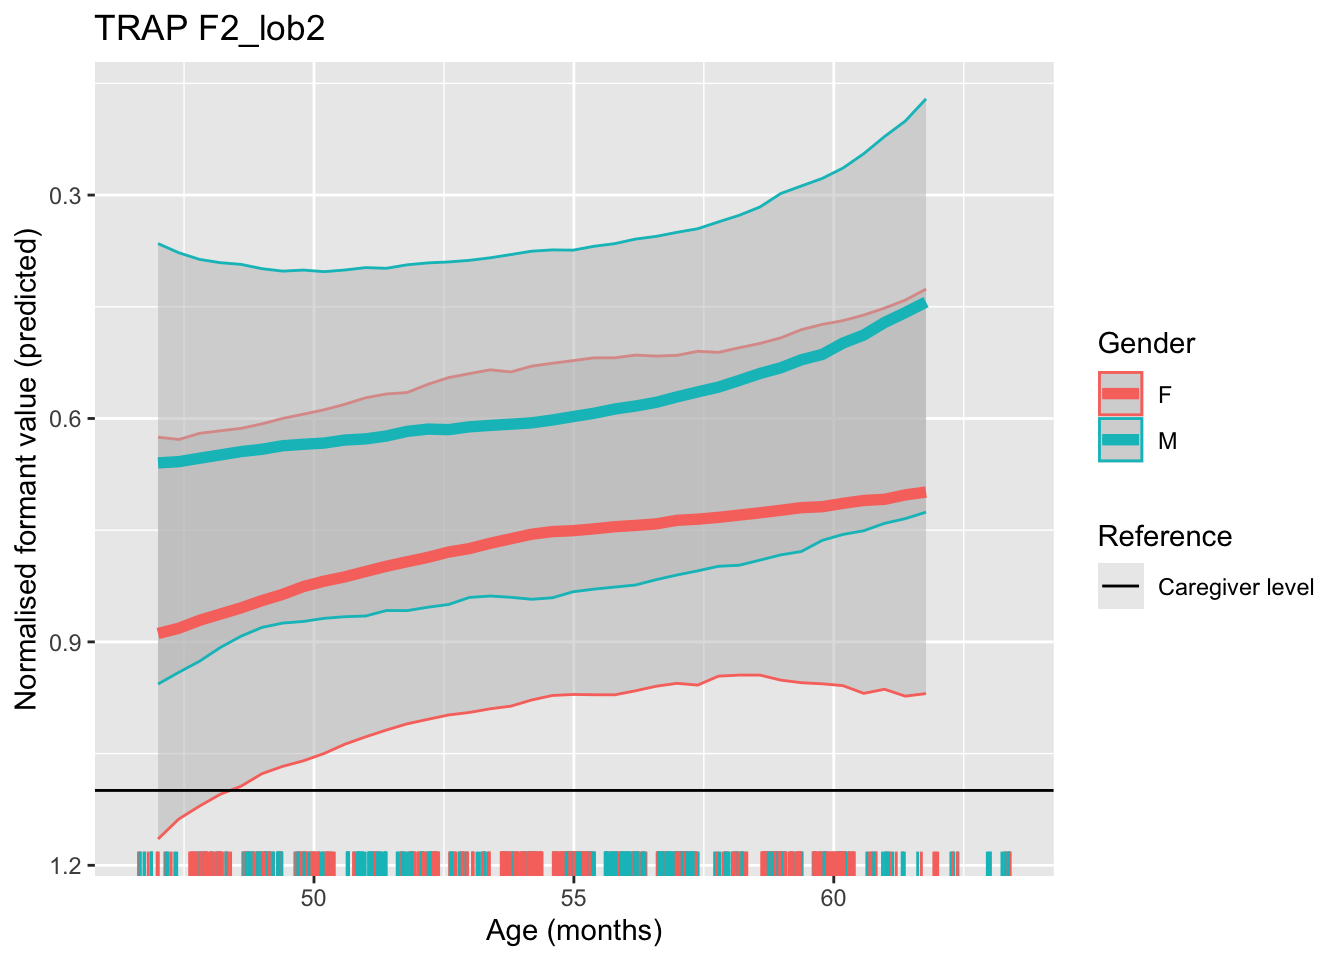 TRAP F2_lob2
Normalised formant value (predicted)
0.3
0.6
0.9
1.2
50
55
60
Age (months)
Gender
F
M
Reference
Caregiver level